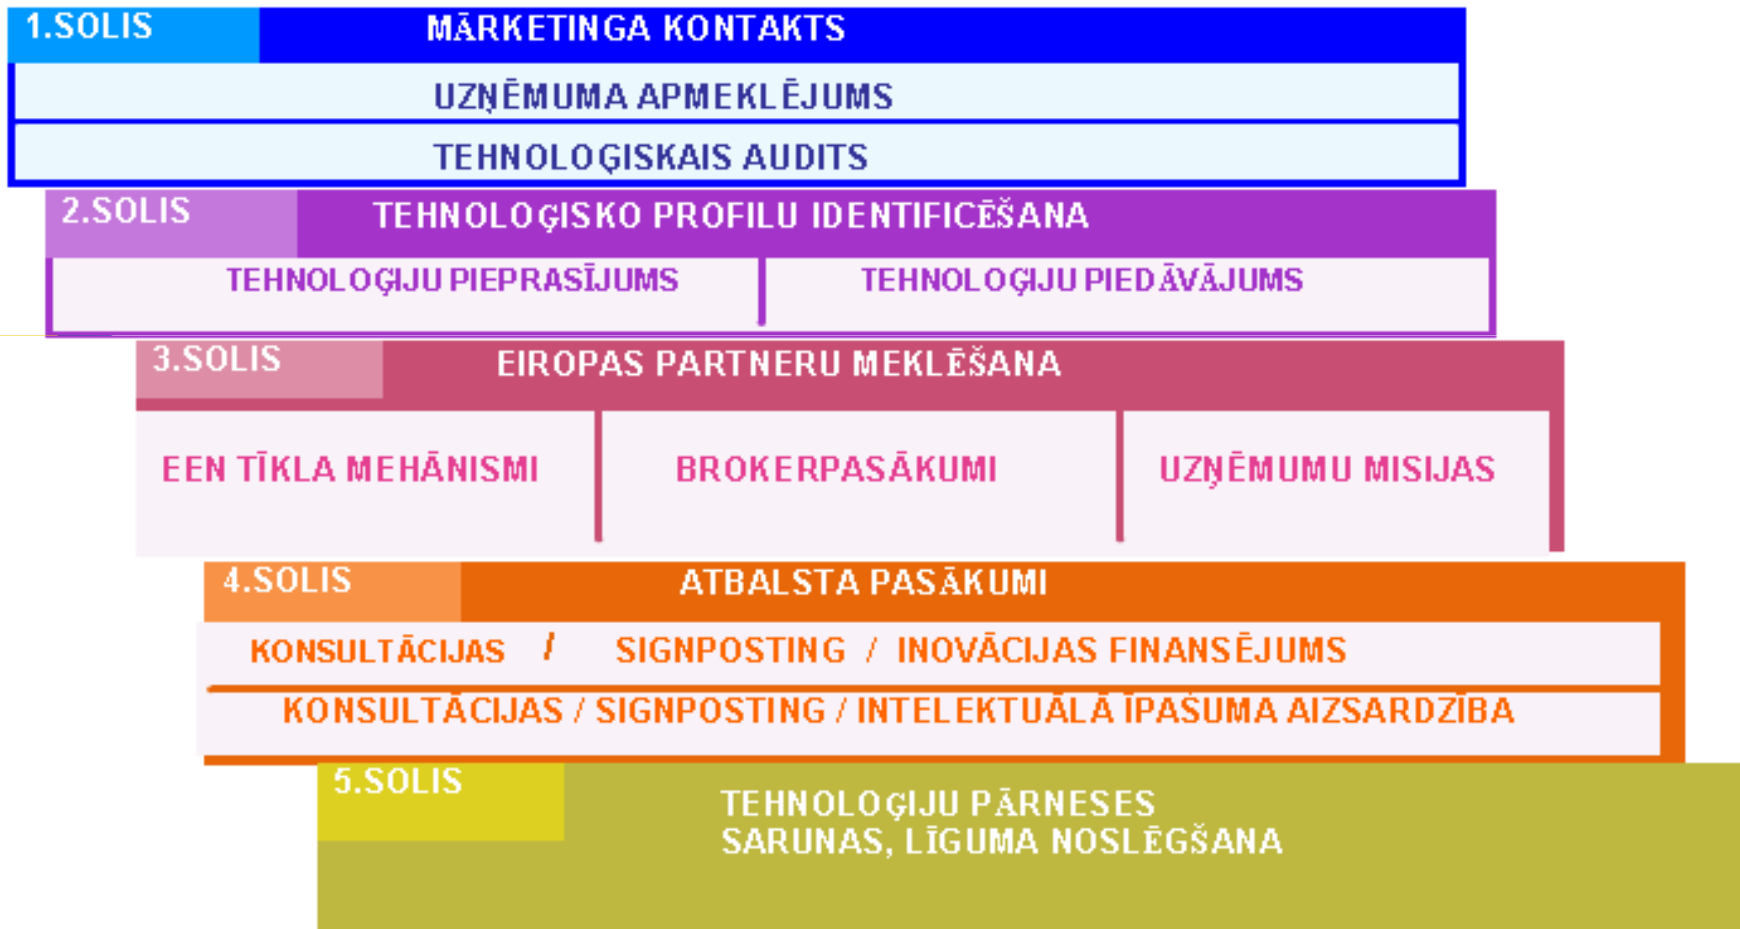 1.SOLIS MĀRKETINGA KONTAKTS
UZŅĒMUMA APMEKLĒJUMS
TEHNOLOĢISKAIS AUDITS
2.SOLIS TEHNOLOĢISKO PROFILU IDENTIFICĒŠANA
TEHNOLOĢIJU PIEPRASĪJUMS TEHNOLOĢIJU PIEDĀVĀJUMS
3.SOLIS EIROPAS PARTNERU MEKLĒŠANA
EEN TĪKLA MEHĀNISMI BROKERPASĀKUMI UZŅĒMUMU MISIJAS
4.SOLIS ATBALSTA PASĀKUMI
KONSULTĀCIJAS / SIGNPOSTING / INOVĀCIJAS FINANSĒJUMS
KONSULTĀCIJAS / SIGNPOSTING / INTELEKTUĀLĀ ĪPAŠUMA AIZSARDZĪBA
5.SOLIS TEHNOLOĢIJU PĀRNESES
SARUNAS, LĪGUMA NOSLĒGŠANA